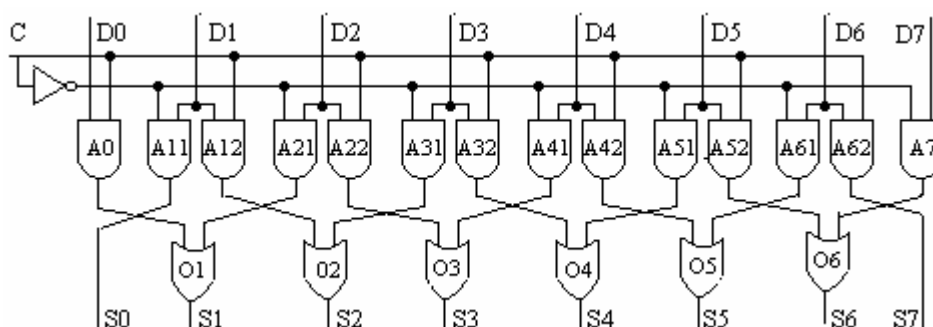 C D0 D1 D2 D3 D4 D5 D6 D7
A0 A11 A12 A21 A22 A31 A32 A41 A42 A51 A52 A61 A62 A7
O1 02 O3 O4 O5 O6
S0 S1 S2 S3 S4 S5 S6 S7